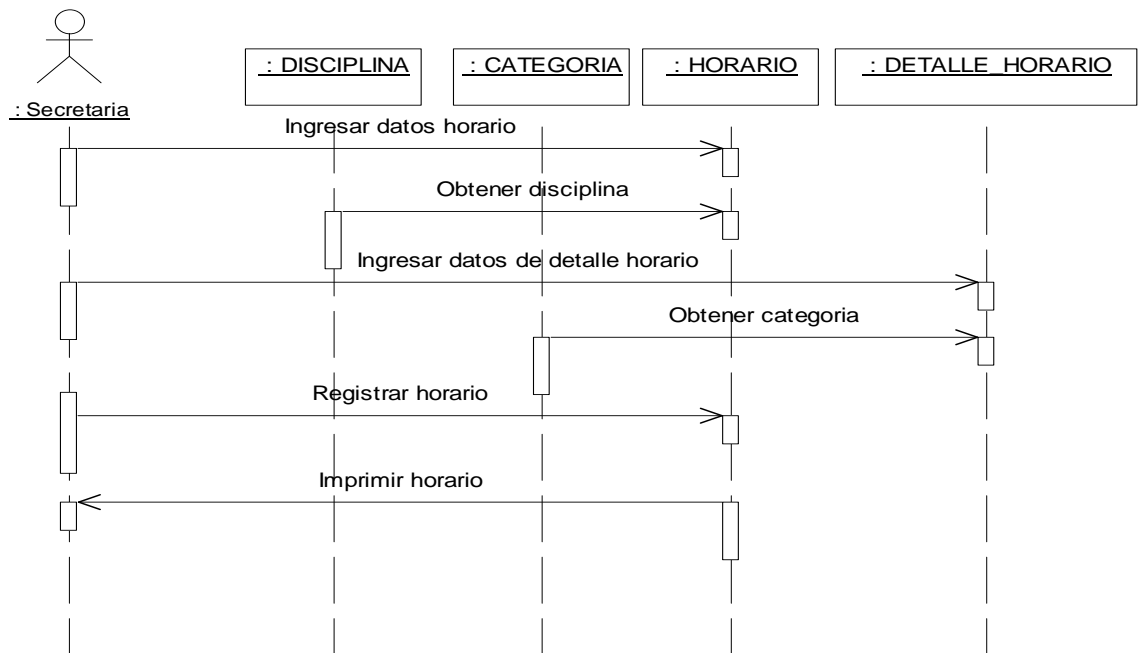 : Secretaria
: DISCIPLINA
: CATEGORIA
: HORARIO
: DETALLE_HORARIO
Ingresar datos horario
Obtener disciplina
Ingresar datos de detalle horario
Obtener categoria
Registrar horario
Imprimir horario